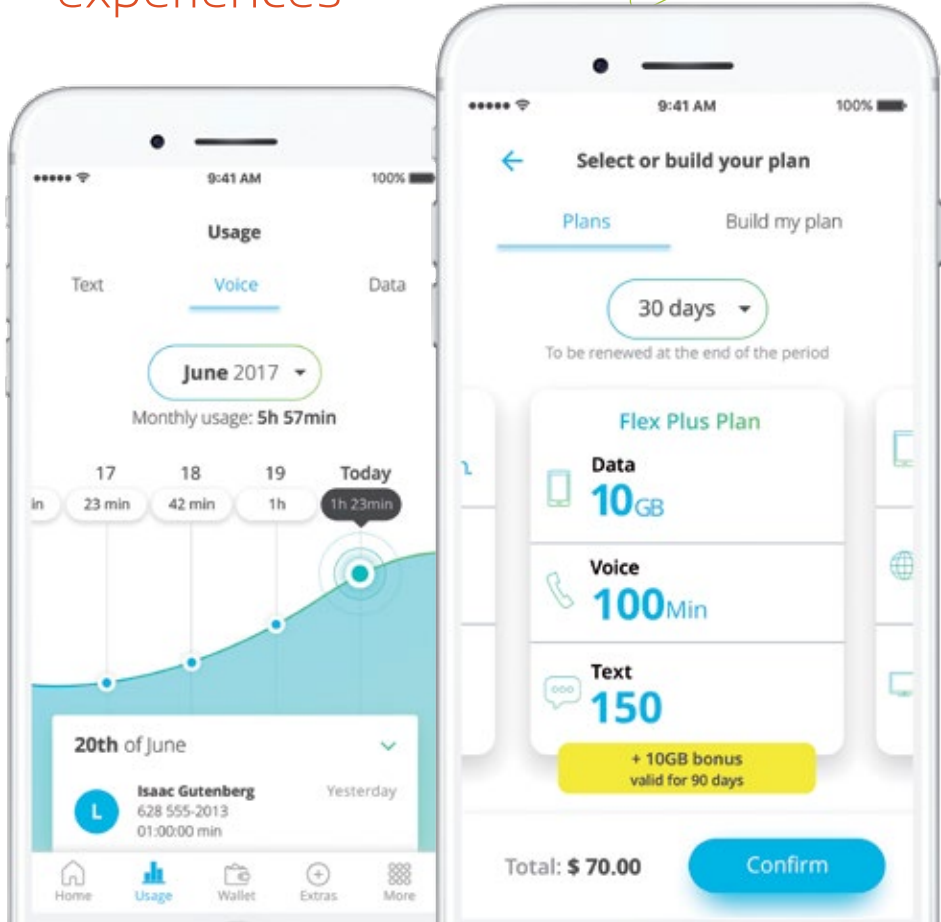 experiences
9:41 AM
100%
Usage
Text
Voice
Data
June 2017
Monthly usage: 5h 57min
17
18
19
Today
in
23 min
42 min
1h
1h 23min
20th of June
L
Isaac Gutenberg
Yesterday
628 555-2013
01:00:00 min
Home
Usage
Wallet
Extras
More
9:41 AM
100%
Select or build your plan
Plans
Build my plan
30 days
To be renewed at the end of the period
Flex Plus Plan
Data
10GB
Voice
100Min
Text
150
+ 10GB bonus
valid for 90 days
Total: $ 70.00
Confirm